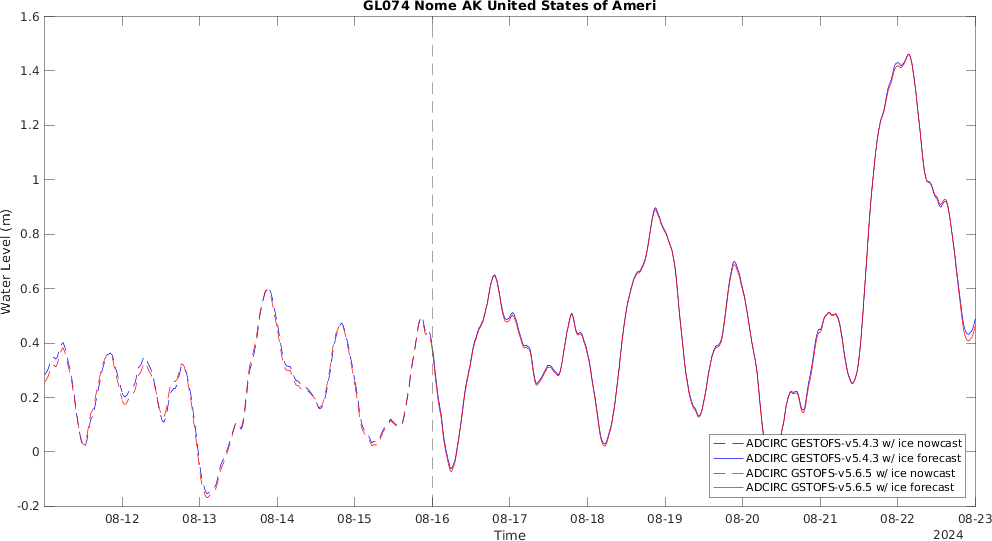 GL074 Nome AK United States of Ameri
1.6
1.4
1.2
1
0.8
0.6
0.4
0.2
0
-0.2
Water Level (m)
ADCIRC GESTOFS-v5.4.3 w/ ice nowcast
ADCIRC GESTOFS-v5.4.3 w/ ice forecast
ADCIRC GSTOFS-v5.6.5 w/ ice nowcast
ADCIRC GSTOFS-v5.6.5 w/ ice forecast
08-12 08-13 08-14 08-15 08-16 08-17 08-18 08-19 08-20 08-21 08-22 08-23
Time
2024